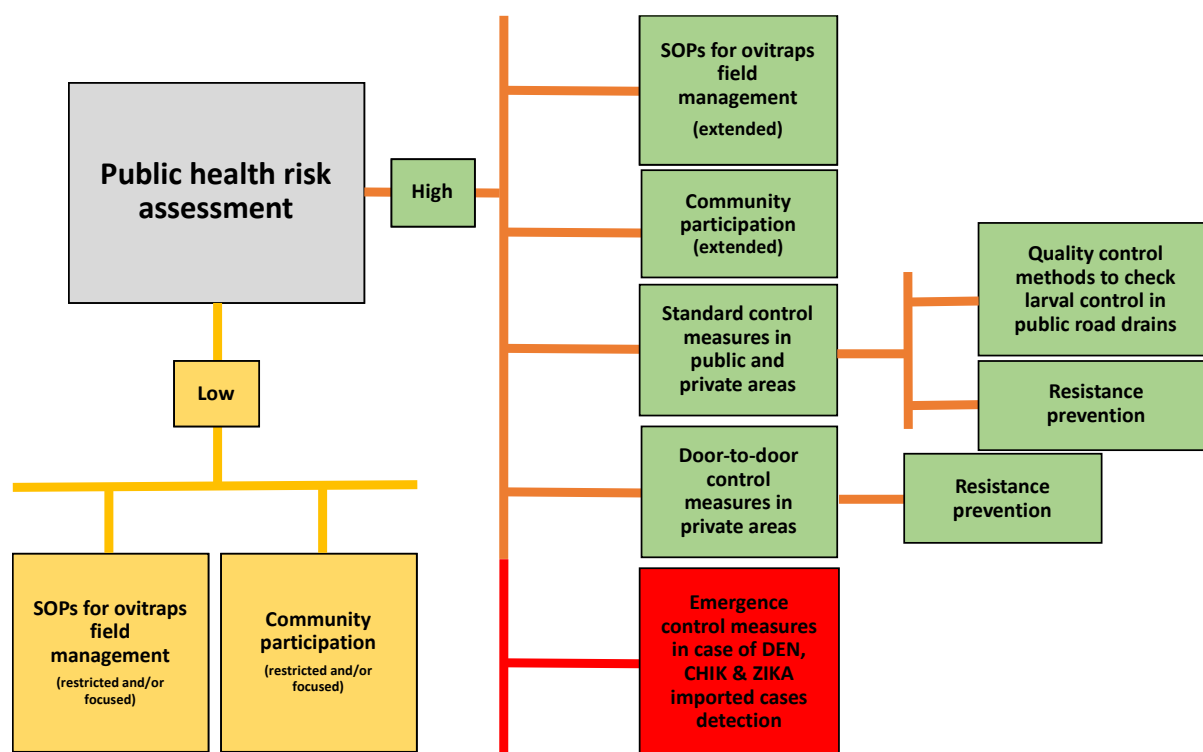 Public health risk
assessment
High
Low
SOPs for ovitraps
field
management
(restricted and/or
focused)
Community
participation
(restricted and/or
focused)
SOPs for ovitraps
field
management
(extended)
Community
participation
(extended)
Standard control
measures in
public and
private areas
Quality control
methods to check
larval control in
public road drains
Resistance
prevention
Door-to-door
control
measures in
private areas
Resistance
prevention
Emergence
control measures
in case of DEN,
CHIK & ZIKA
imported cases
detection